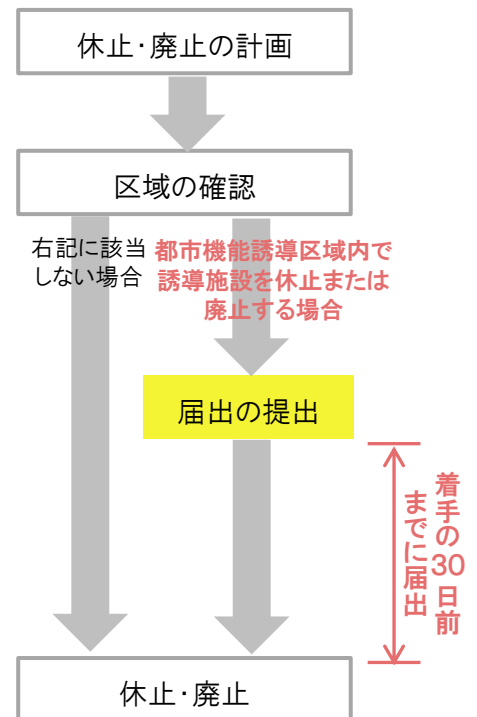 休止・廃止の計画
区域の確認
右記に該当
しない場合
都市機能誘導区域内で
誘導施設を休止または
廃止する場合
届出の提出
着手の30日前
までに届出
休止・廃止